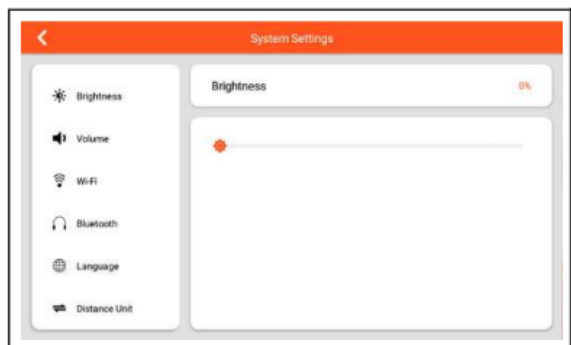 System Settings
Brightness
Volume
Wi-Fi
Bluetooth
Language
Distance Unit
Brightness 0%